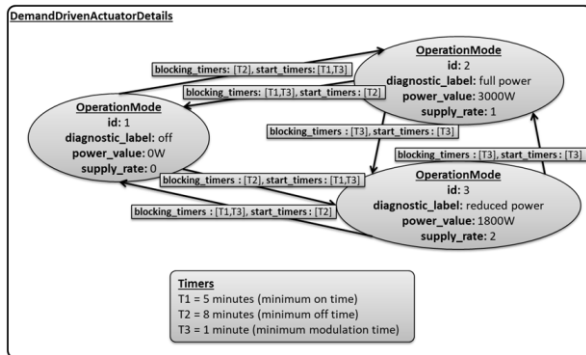 DemandDrivenActuatorDetails
blocking_timers: [T2], start_timers: [T1,T3]
blocking_timers: [T1,T3], start_timers : [T2]
OperationMode
id: 2
diagnostic_label: full power
power_value: 3000W
supply_rate: 1
OperationMode
id: 1
diagnostic_label: off
power_value: 0W
supply_rate: 0
blocking_timers : [T3], start_timers : [T3]
blocking_timers : [T3], start_timers : [T3]
blocking_timers : [T2], start_timers : [T1,T3]
blocking_timers : [T1,T3], start_timers : [T2]
OperationMode
id: 3
diagnostic_label: reduced power
power_value: 1800W
supply_rate: 2
Timers
T1 = 5 minutes (minimum on time)
T2 = 8 minutes (minimum off time)
T3 = 1 minute (minimum modulation time)